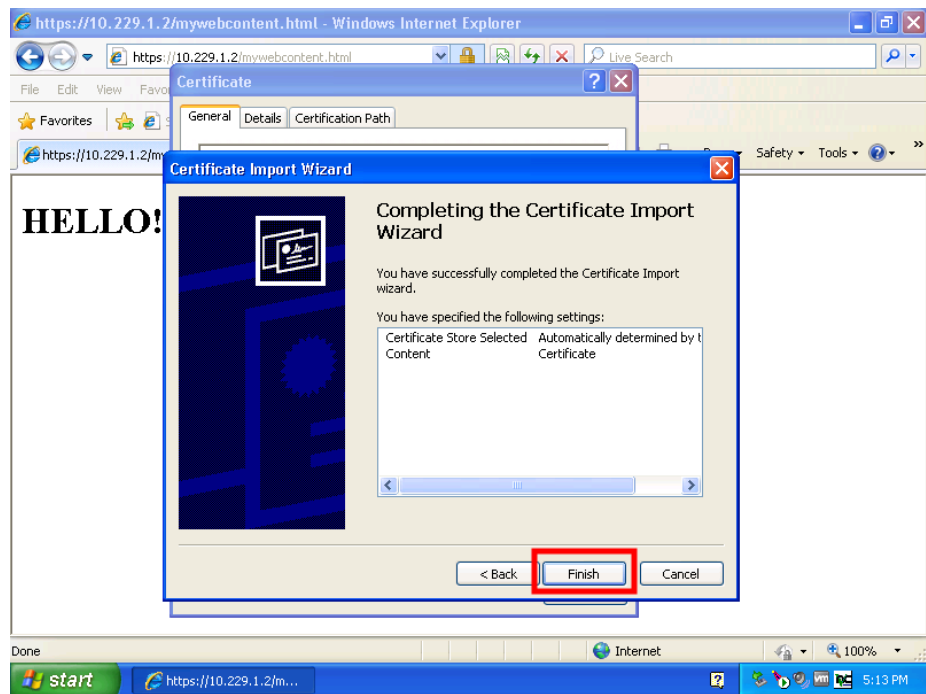 https://10.229.1.2/mywebcontent.html - Windows Internet Explorer
https://10.229.1.2/mywebcontent.html
Live Search
File Edit View Favo
Certificate
Favorites
General Details Certification Path
https://10.229.1.2/my
Safety Tools
Certificate Import Wizard
HELLO!
Completing the Certificate Import
Wizard
You have successfully completed the Certificate Import
wizard.
You have specified the following settings:
Certificate Store Selected Automatically determined by t
Content Certificate
< Back Finish Cancel
Done Internet 100%
start https://10.229.1.2/m... 5:13 PM